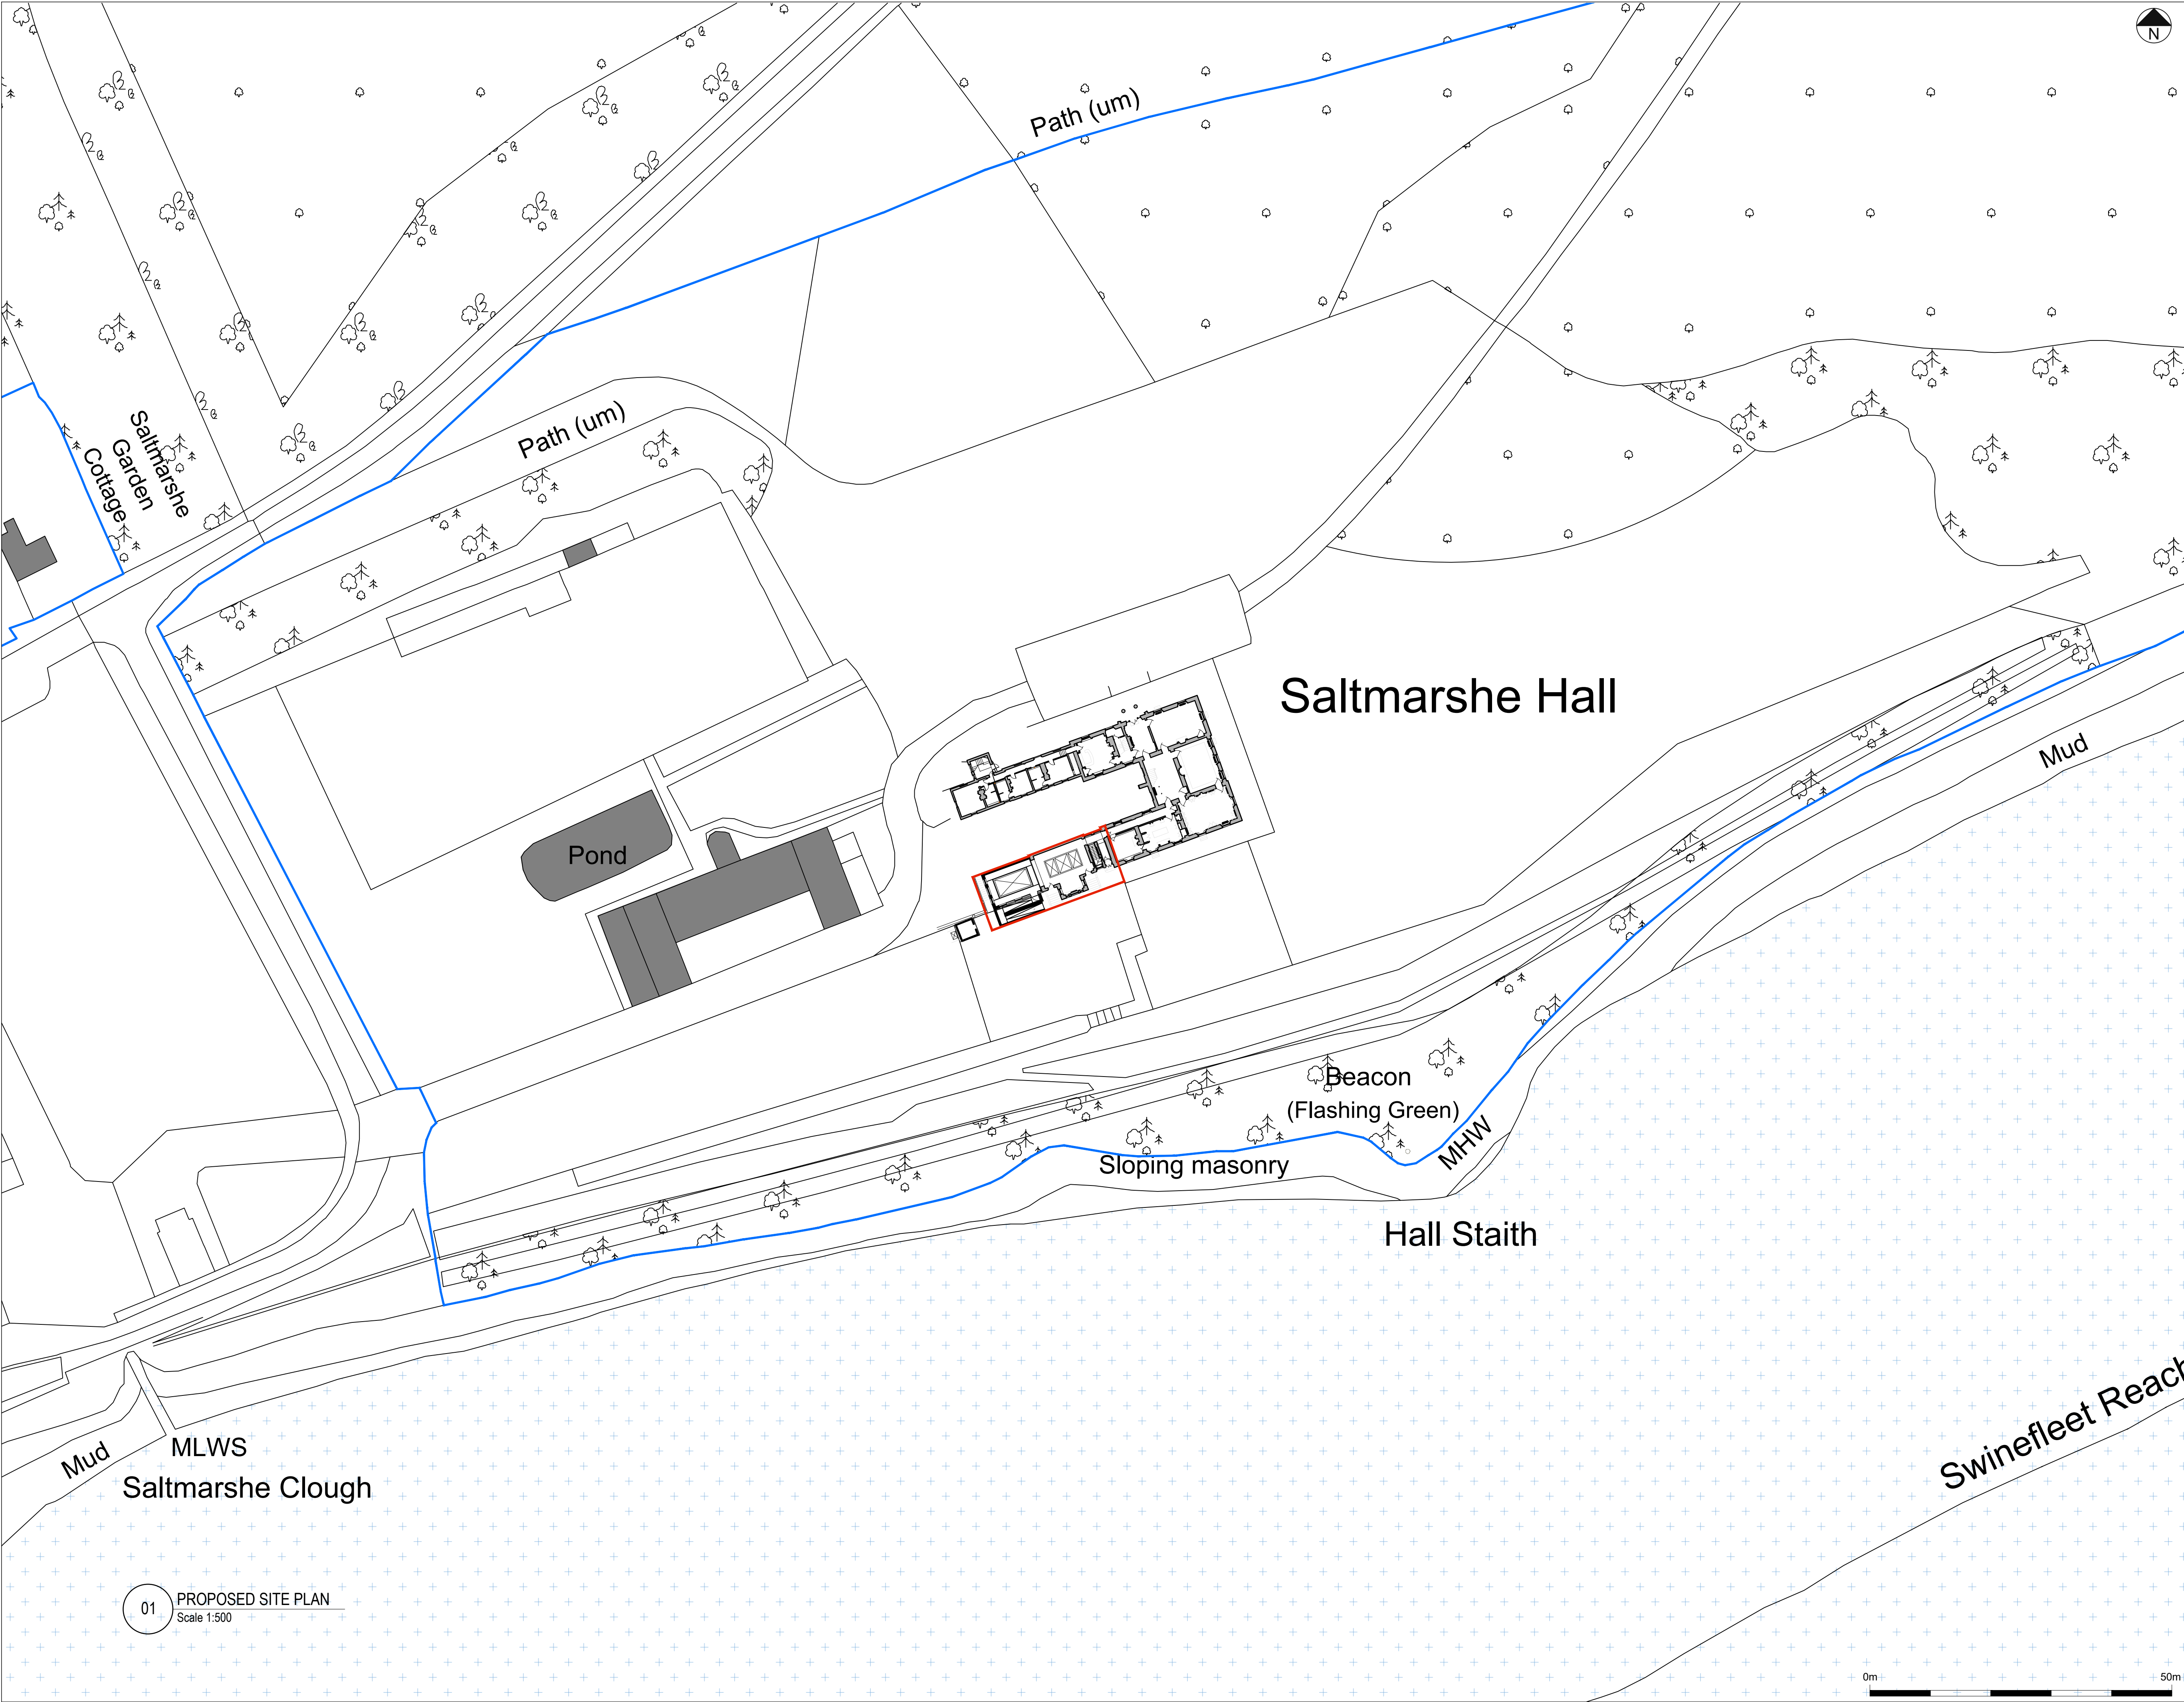 N
Path (um)
Path (um)
Saltmarshe
Garden
Cottage
Saltmarshe Hall
Mud
Pond
Beacon
(Flashing Green)
MHW
Sloping masonry
Hall Staith
Swinefleet Reach
Mud
MLWS
Saltmarshe Clough
01
PROPOSED SITE PLAN
Scale 1:500
0m
50m